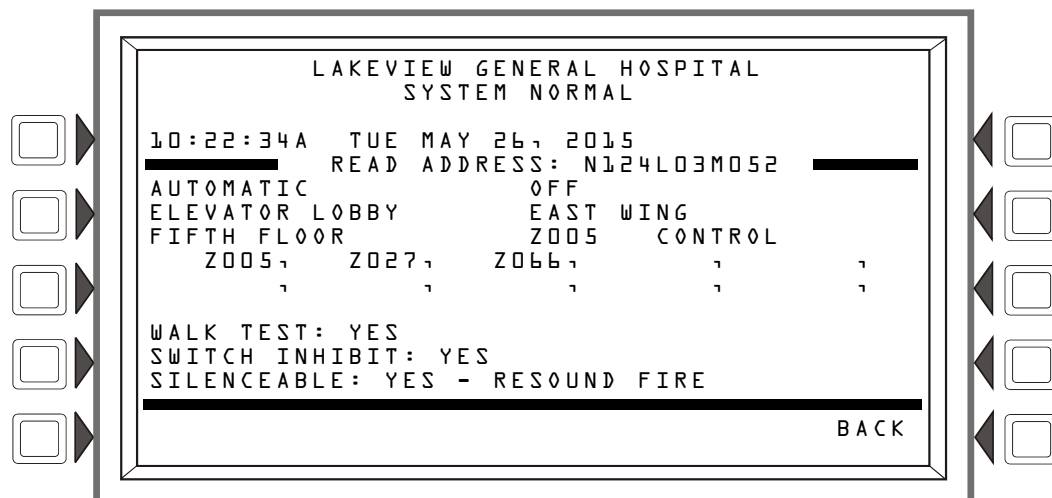 LAKEVIEW GENERAL HOSPITAL
SYSTEM NORMAL
10:22:34A TUE MAY 26, 2015
READ ADDRESS: N124L03M052
AUTOMATIC OFF
ELEVATOR LOBBY EAST WING
FIFTH FLOOR Z005 CONTROL
Z005, Z027, Z066, , ,
, , , , ,
WALK TEST: YES
SWITCH INHIBIT: YES
SILENCEABLE: YES - RESOUND FIRE
BACK